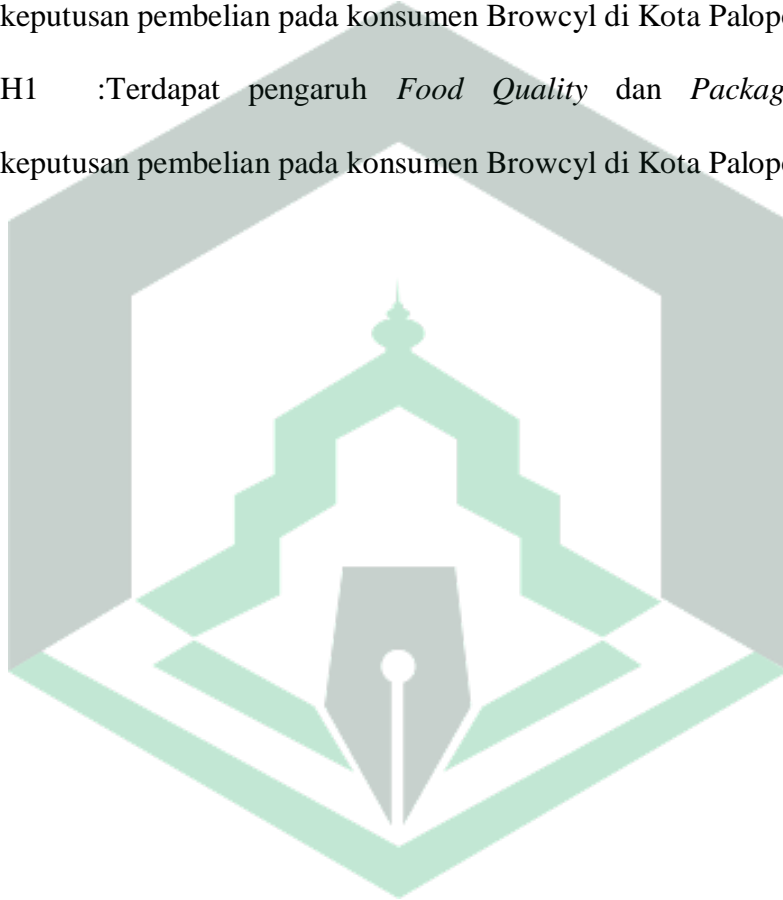 keputusan pembelian pada konsumen Browcyl di Kota Palop
H1 :Terdapat pengaruh Food Quality dan Packag
keputusan pembelian pada konsumen Browcyl di Kota Palop